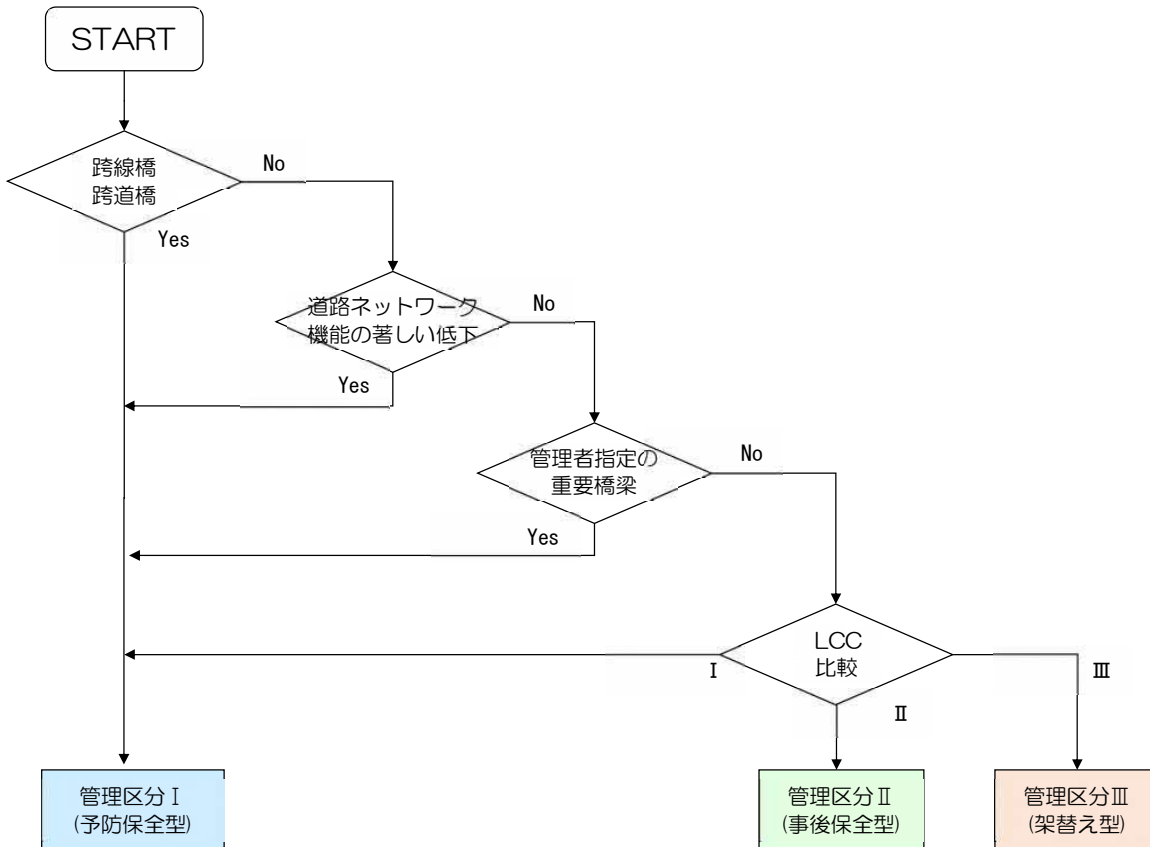 START
跨線橋
跨道橋
No
Yes
道路ネットワーク
機能の著しい低下
No
Yes
管理者指定の
重要橋梁
No
Yes
LCC
比較
Ⅰ
Ⅱ
Ⅲ
管理区分Ⅰ
(予防保全型)
管理区分Ⅱ
(事後保全型)
管理区分Ⅲ
(架替え型)